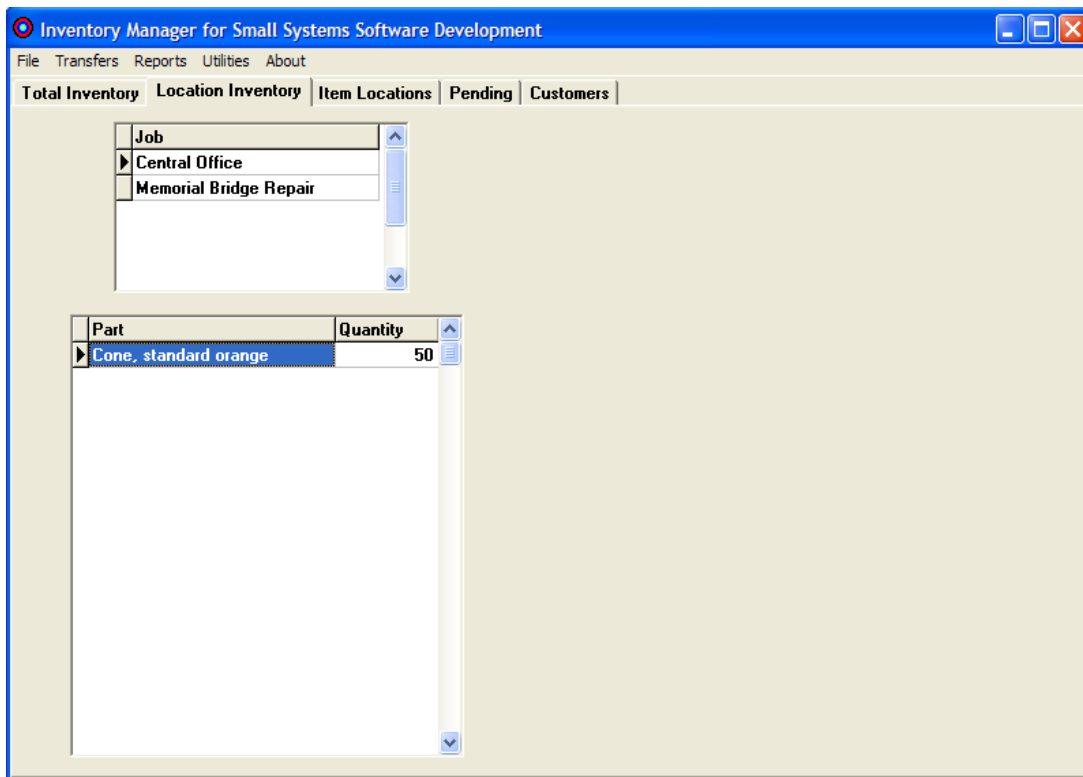 Inventory Manager for Small Systems Software Development
File Transfers Reports Utilities About
Total Inventory Location Inventory Item Locations Pending Customers
Job
Central Office
Memorial Bridge Repair
Part Quantity
Cone, standard orange 50